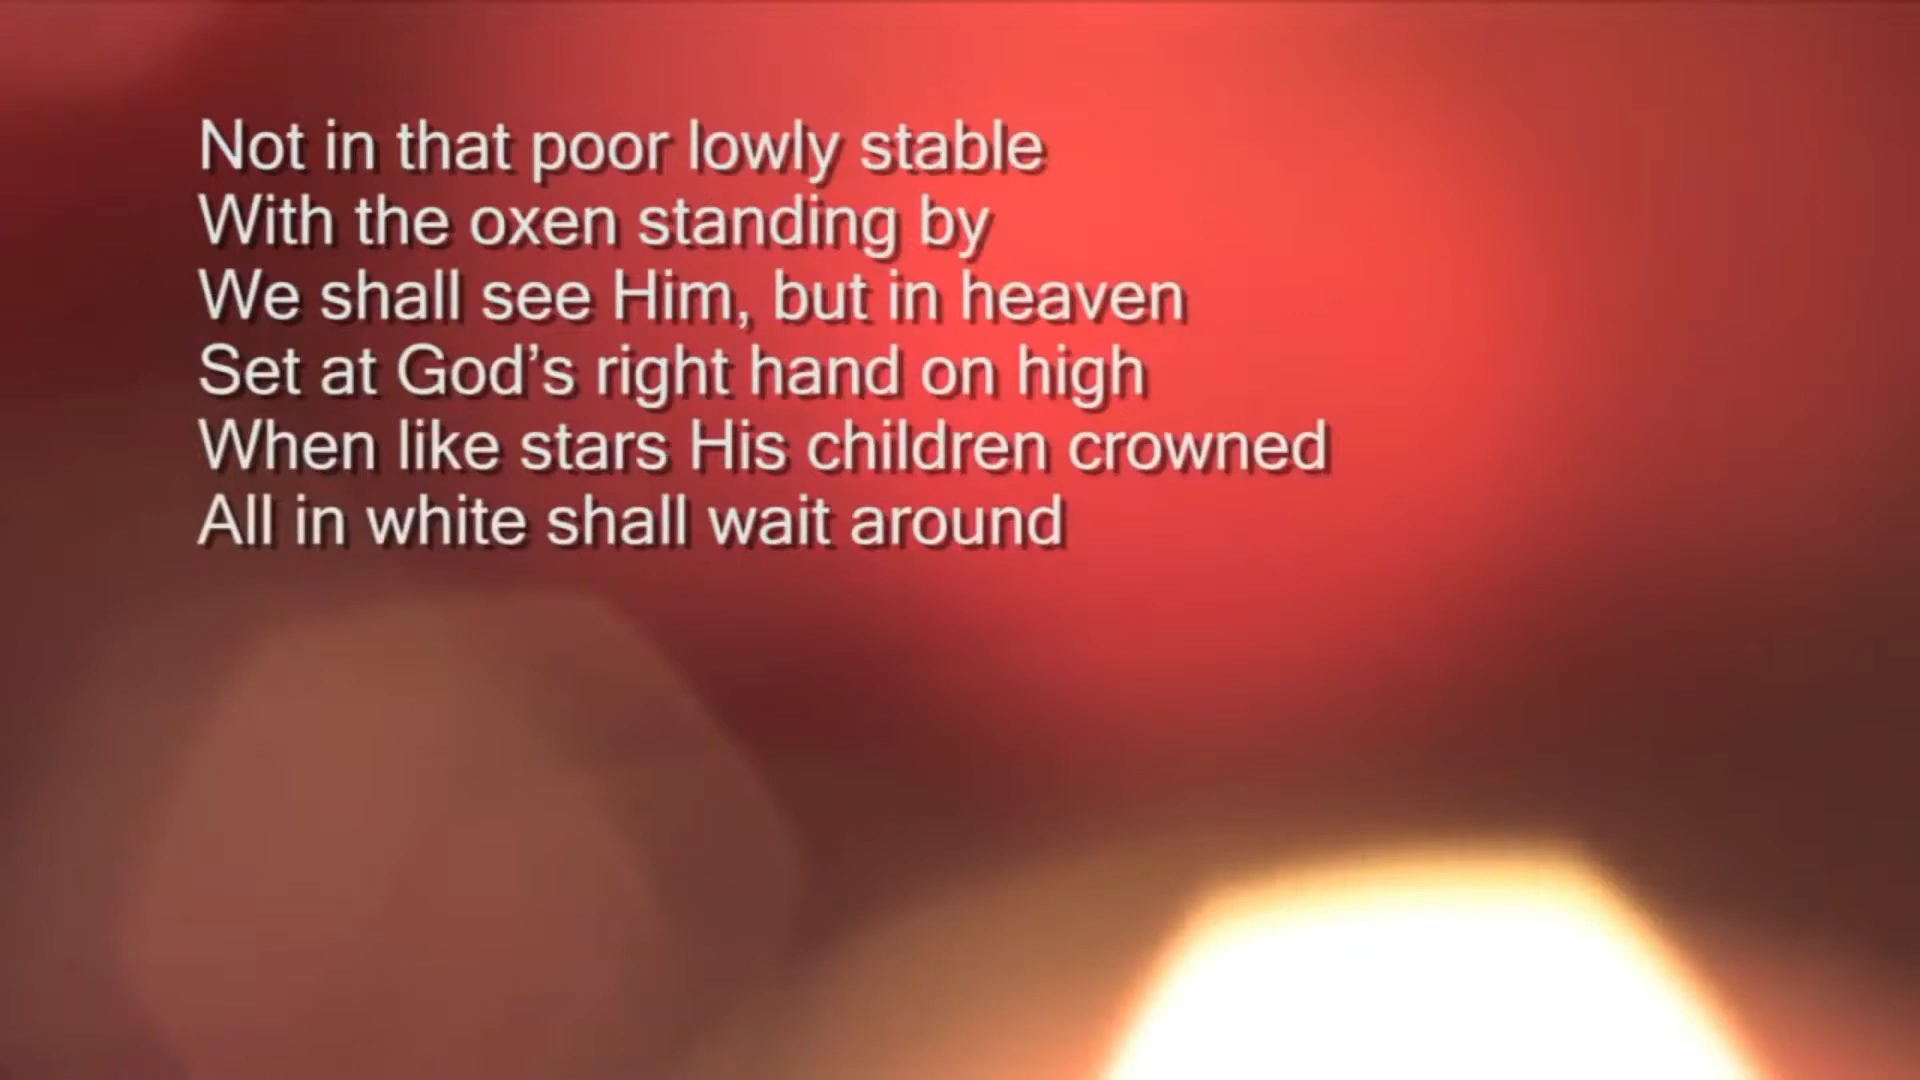 Not in that poor lowly stable
With the oxen standing by
We shall see Him, but in heaven
Set at God’s right hand on high
When like stars His children crowned
All in white shall wait around